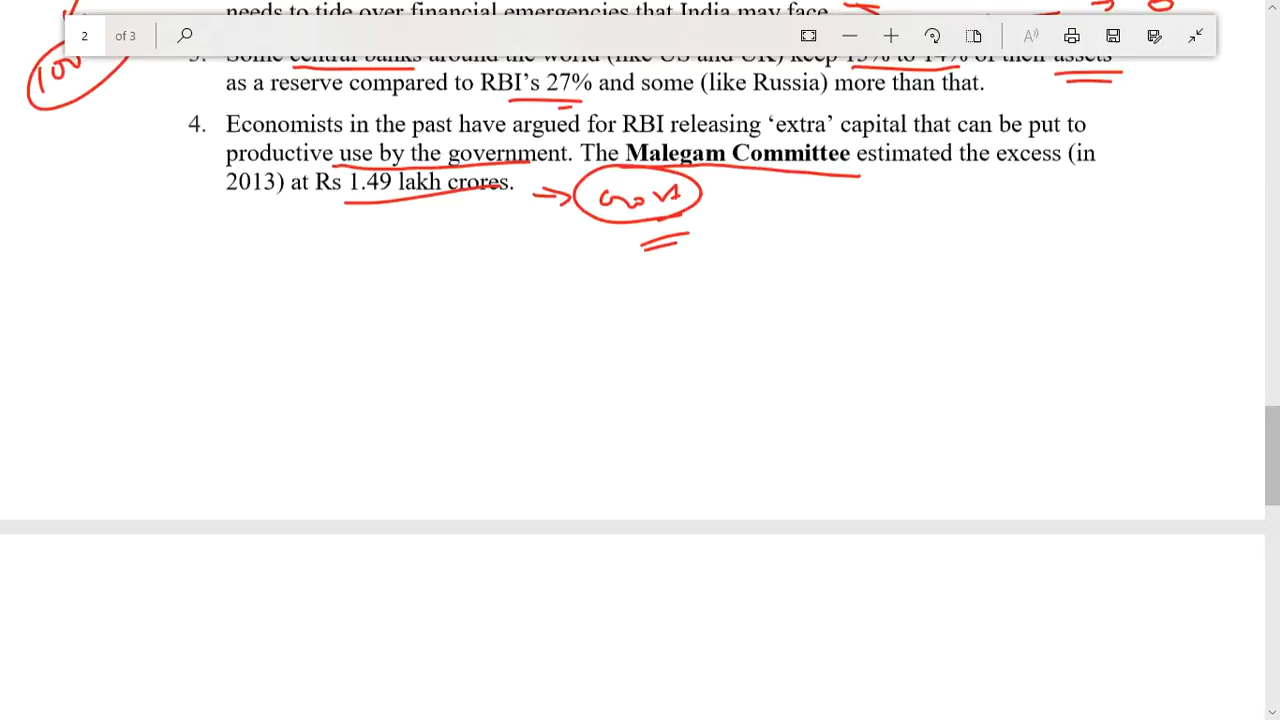 needs to tide over financial emergencies that India may face
2 of 3
100
3. Some central banks around the world (like US and UK) keep 13% to 14% of their assets
as a reserve compared to RBI’s 27% and some (like Russia) more than that.
4. Economists in the past have argued for RBI releasing ‘extra’ capital that can be put to
productive use by the government. The Malegam Committee estimated the excess (in
2013) at Rs 1.49 lakh crores.
Govt